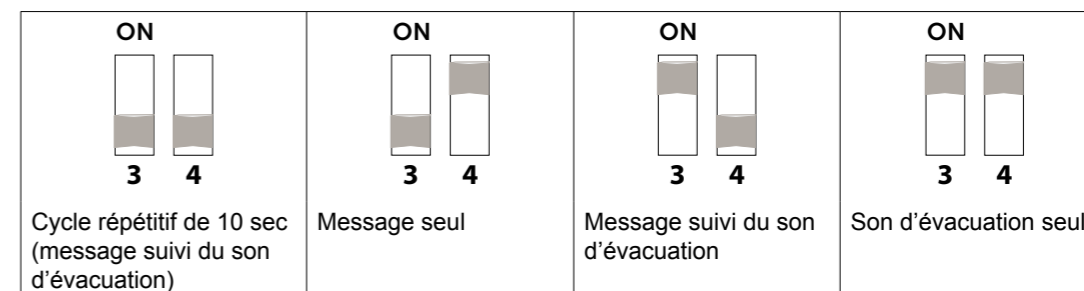 ON
3 4
Cycle répétitif de 10 sec
(message suivi du son
d’évacuation)
ON
3 4
Message seul
ON
3 4
Message suivi du son
d’évacuation
ON
3 4
Son d’évacuation seul